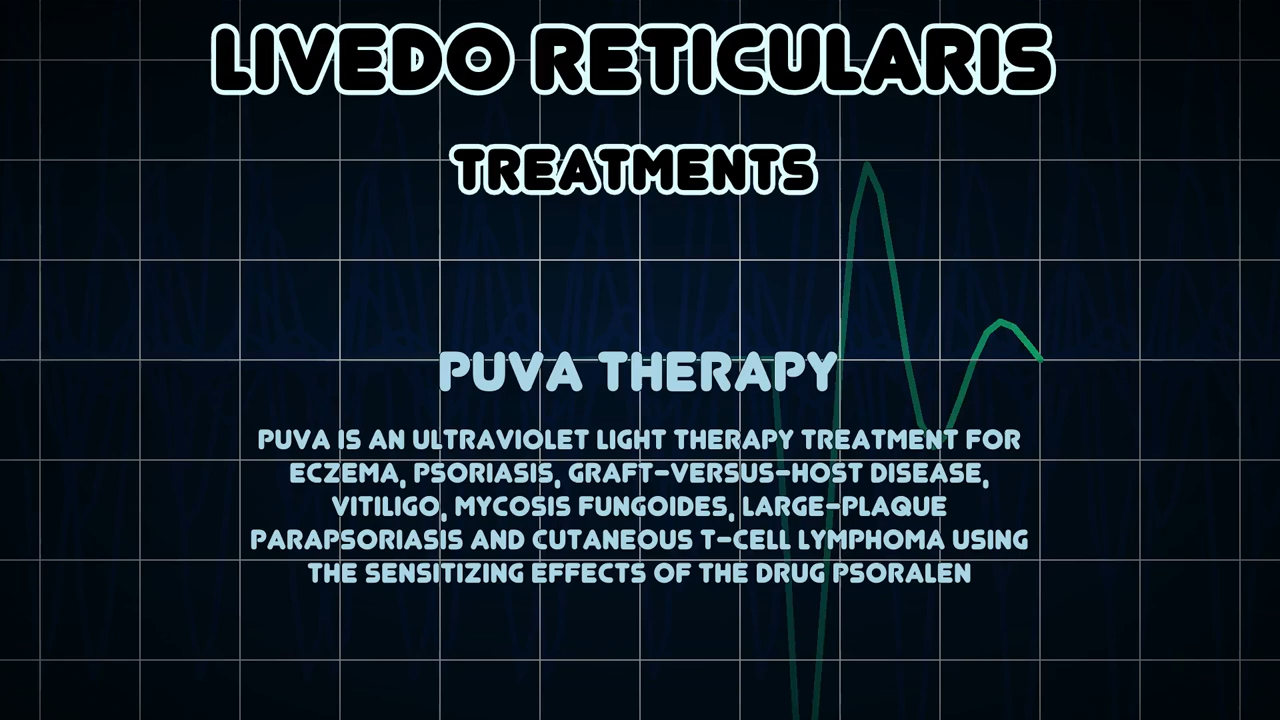 LIVEDO RETICULARIS
TREATMENTS
PUVA THERAPY
PUVA IS AN ULTRAVIOLET LIGHT THERAPY TREATMENT FOR
ECZEMA, PSORIASIS, GRAFT-VERSUS-HOST DISEASE,
VITILIGO, MYCOSIS FUNGOIDES, LARGE-PLAQUE
PARAPSORIASIS AND CUTANEOUS T-CELL LYMPHOMA USING
THE SENSITIZING EFFECTS OF THE DRUG PSORALEN